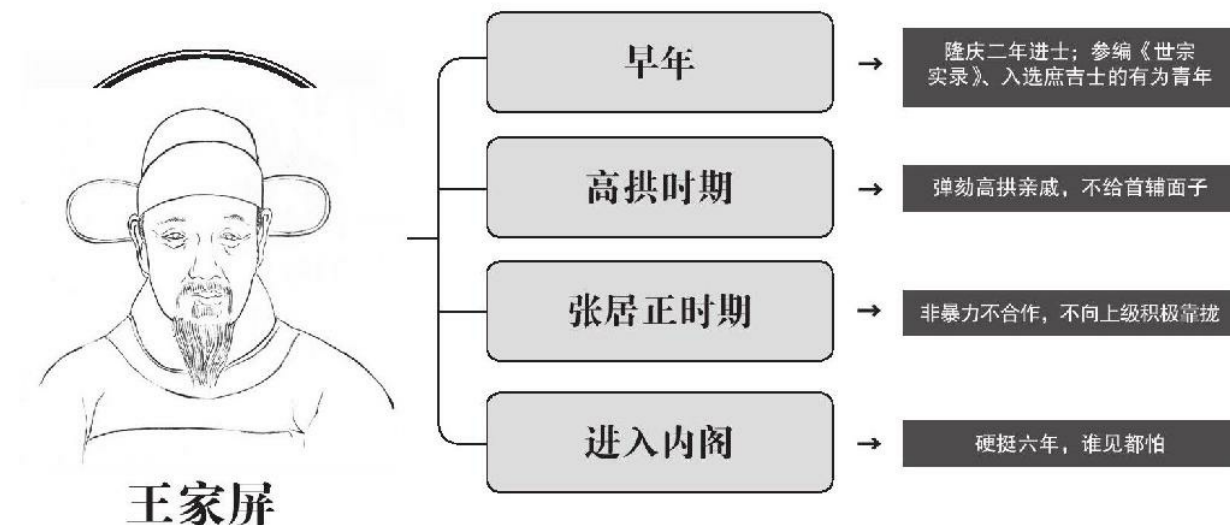 早年
隆庆二年进士；参编《世宗
实录》、入选庶吉士的有为青年
高拱时期
弹劾高拱亲戚，不给首辅面子
张居正时期
非暴力不合作，不向上级积极靠拢
进入内阁
硬挺六年，谁见都怕
王家屏